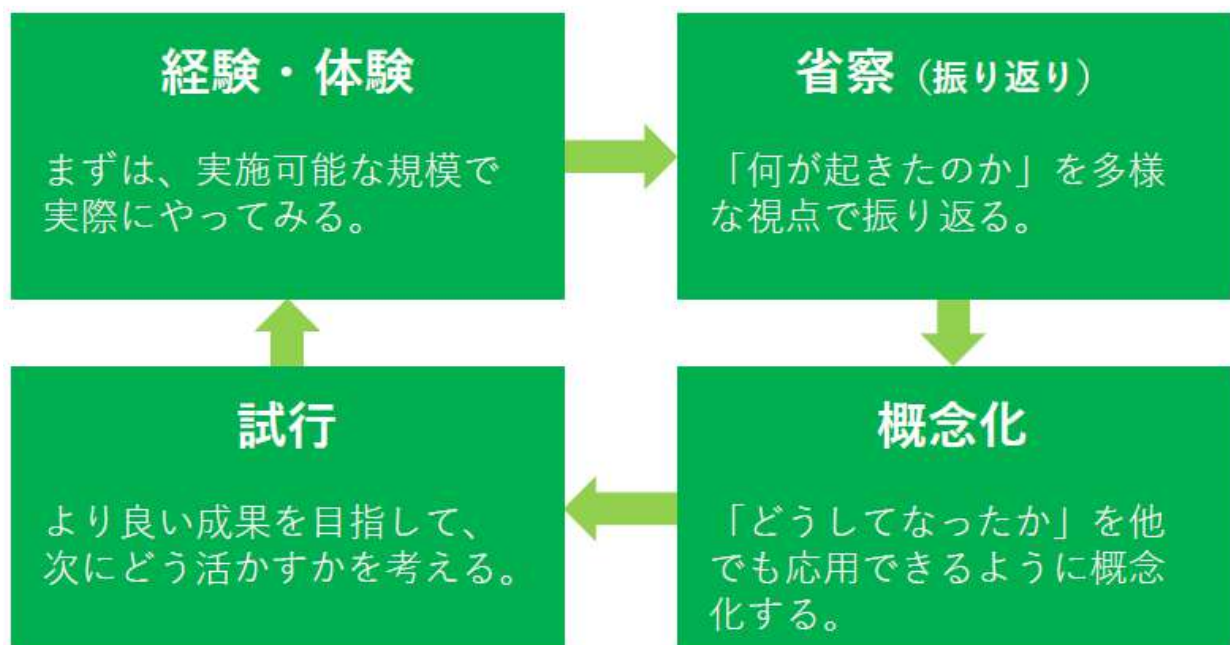 経験・体験
まずは、実施可能な規模で
実際にやってみる。
省察（振り返り）
「何が起きたのか」を多様
な視点で振り返る。
試行
より良い成果を目指して、
次にどう活かすかを考える。
概念化
「どうしてなったか」を他
でも応用できるように概念
化する。